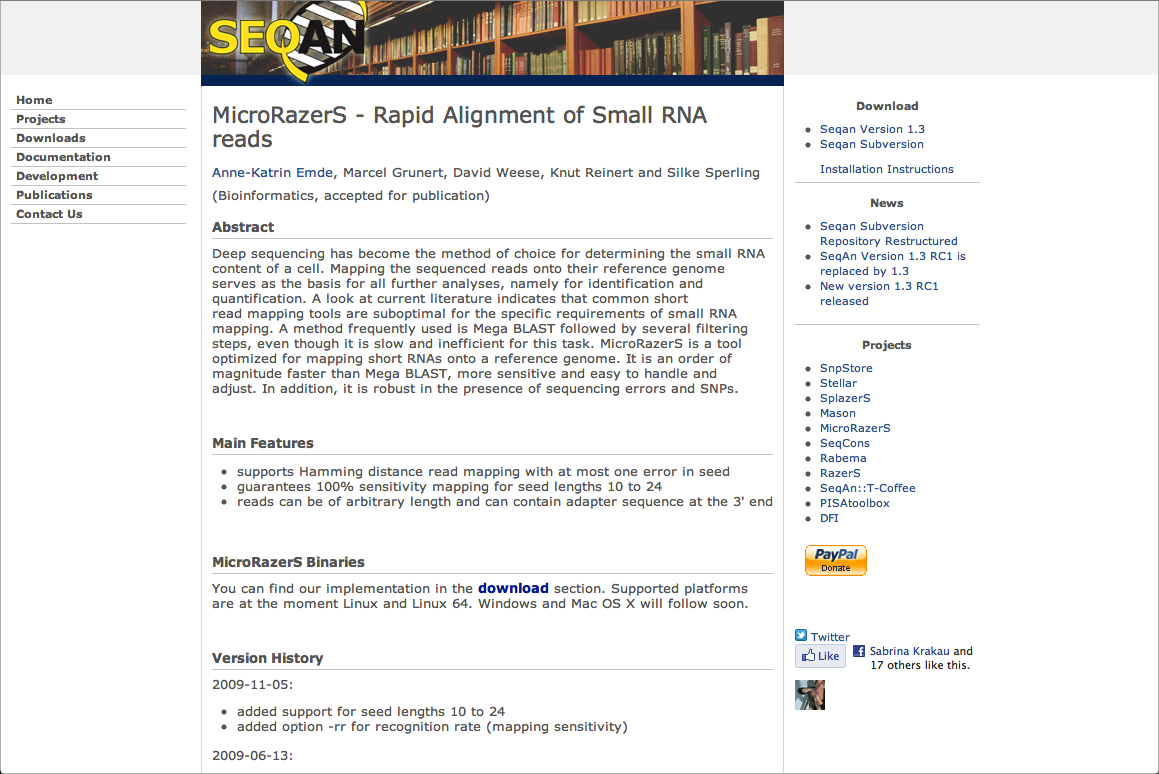 SEQAN
Home
Projects
Downloads
Documentation
Development
Publications
Contact Us
MicroRazerS - Rapid Alignment of Small RNA
reads
Anne-Katrin Emde, Marcel Grunert, David Weese, Knut Reinert and Silke Sperling
(Bioinformatics, accepted for publication)
Abstract
Deep sequencing has become the method of choice for determining the small RNA
content of a cell. Mapping the sequenced reads onto their reference genome
serves as the basis for all further analyses, namely for identification and
quantification. A look at current literature indicates that common short
read mapping tools are suboptimal for the specific requirements of small RNA
mapping. A method frequently used is Mega BLAST followed by several filtering
steps, even though it is slow and inefficient for this task. MicroRazerS is a tool
optimized for mapping short RNAs onto a reference genome. It is an order of
magnitude faster than Mega BLAST, more sensitive and easy to handle and
adjust. In addition, it is robust in the presence of sequencing errors and SNPs.
Main Features
• supports Hamming distance read mapping with at most one error in seed
• guarantees 100% sensitivity mapping for seed lengths 10 to 24
• reads can be of arbitrary length and can contain adapter sequence at the 3' end
MicroRazerS Binaries
You can find our implementation in the download section. Supported platforms
are at the moment Linux and Linux 64. Windows and Mac OS X will follow soon.
Version History
2009-11-05:
• added support for seed lengths 10 to 24
• added option -rr for recognition rate (mapping sensitivity)
2009-06-13:
Download
• Seqan Version 1.3
• Seqan Subversion
Installation Instructions
News
• Seqan Subversion
Repository Restructured
• SeqAn Version 1.3 RC1 is
replaced by 1.3
• New version 1.3 RC1
released
Projects
• SnpStore
• Stellar
• SplazerS
• Mason
• MicroRazerS
• SeqCons
• Rabema
• RazerS
• SeqAn::T-Coffee
• PISAtoolbox
• DFI
PayPal
Donate
Twitter
Like
Sabrina Krakau and
17 others like this.